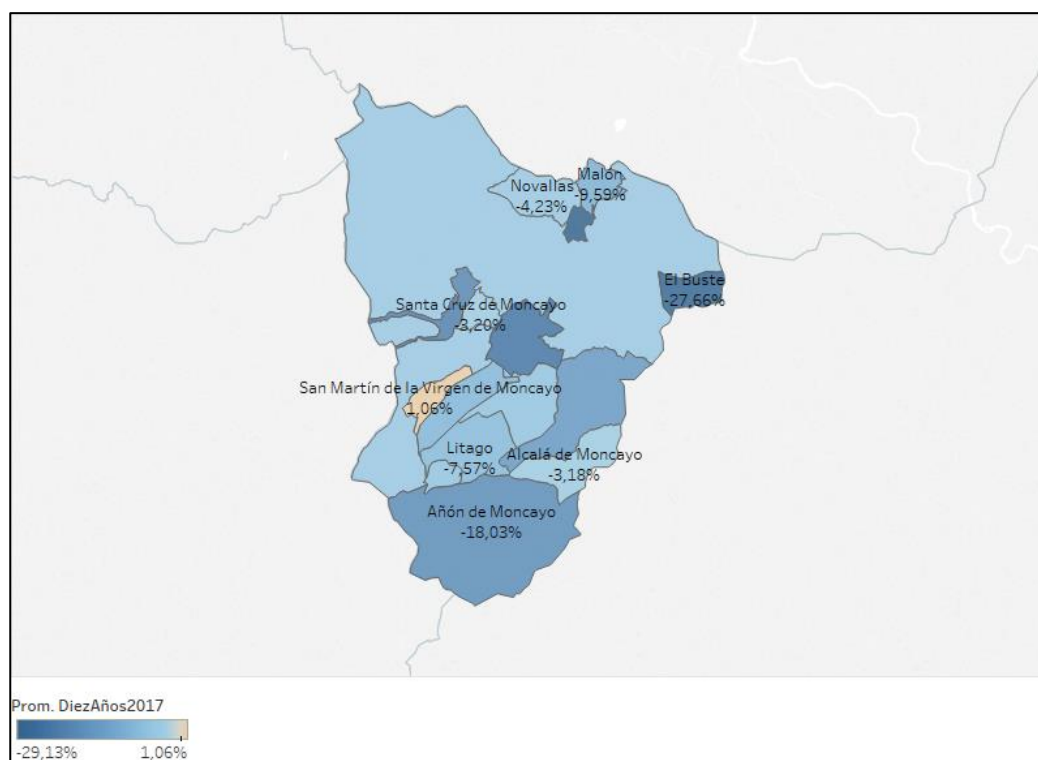 Malón
-9,59%
Novallas
-4,23%
El Buste
-27,66%
Santa Cruz de Moncayo
-3,20%
San Martín de la Virgen de Moncayo
1,06%
Litago
-7,57%
Alcalá de Moncayo
-3,18%
Añón de Moncayo
-18,03%
Prom. DiezAños2017
-29,13%
1,06%